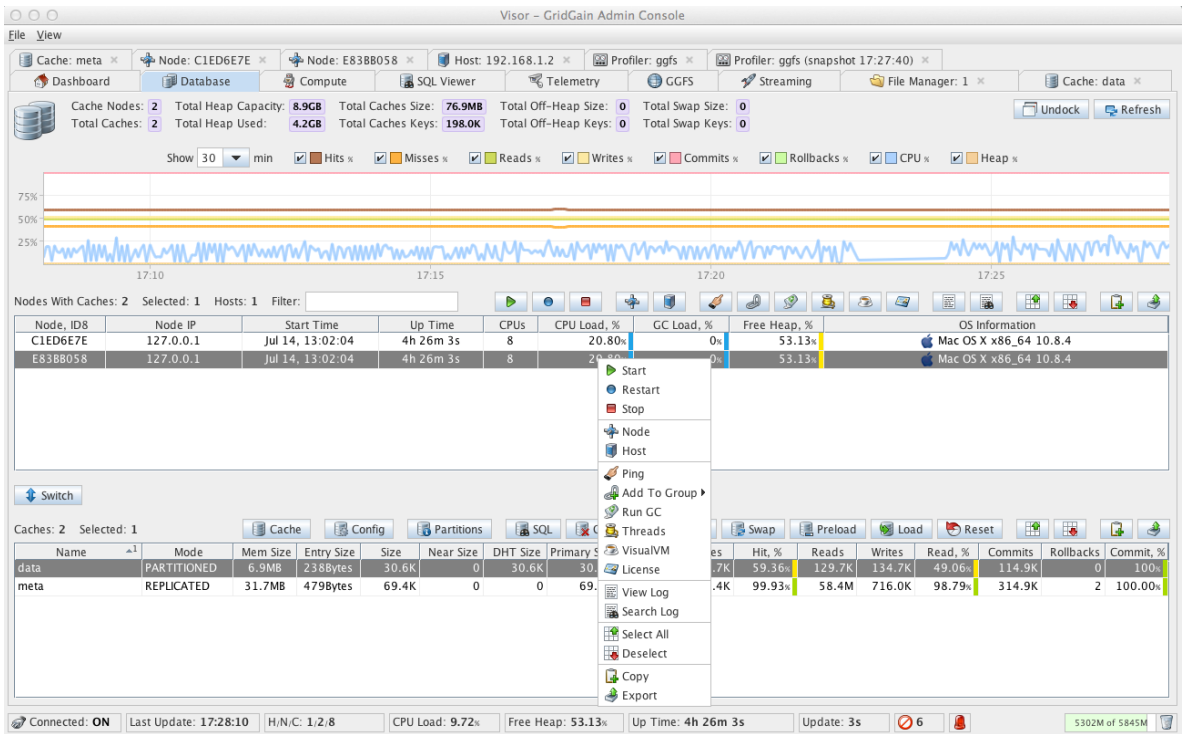 Visor - GridGain Admin Console
File View
Cache: meta × Node: C1ED6E7E × Node: E83BB058 × Host: 192.168.1.2 × Profiler: ggfs × Profiler: ggfs (snapshot 17:27:40) ×
Dashboard Database Compute SQL Viewer Telemetry GGFS Streaming File Manager: 1 × Cache: data ×
Cache Nodes: 2 Total Heap Capacity: 8.9GB Total Caches Size: 76.9MB Total Off-Heap Size: 0 Total Swap Size: 0 Undock Refresh
Total Caches: 2 Total Heap Used: 4.2GB Total Caches Keys: 198.0K Total Off-Heap Keys: 0 Total Swap Keys: 0
Show 30 min Hits % Misses % Reads % Writes % Commits % Rollbacks % CPU % Heap %
75%
50%
25%
17:10 17:15 17:20 17:25
Nodes With Caches: 2 Selected: 1 Hosts: 1 Filter:
Node, ID8 Node IP Start Time Up Time CPUs CPU Load, % GC Load, % Free Heap, % OS Information
C1ED6E7E 127.0.0.1 Jul 14, 13:02:04 4h 26m 3s 8 20.80% 0% 53.13% Mac OS X x86_64 10.8.4
E83BB058 127.0.0.1 Jul 14, 13:02:04 4h 26m 3s 8 20.80% 0% 53.13% Mac OS X x86_64 10.8.4
Start
Restart
Stop
Node
Host
Ping
Add To Group
Run GC
Threads
VisualVM
License
View Log
Search Log
Select All
Deselect
Copy
Export
Switch
Caches: 2 Selected: 1 Cache Config Partitions SQL Swap Preload Load Reset
Name 1 Mode Mem Size Entry Size Size Near Size DHT Size Primary S es Hit, % Reads Writes Read, % Commits Rollbacks Commit, %
data PARTITIONED 6.9MB 238Bytes 30.6K 0 30.6K 30. .7K 59.36% 129.7K 134.7K 49.06% 114.9K 0 100%
meta REPLICATED 31.7MB 479Bytes 69.4K 0 0 69. .4K 99.93% 58.4M 716.0K 98.79% 314.9K 2 100.00%
Connected: ON Last Update: 17:28:10 H/N/C: 1/2/8 CPU Load: 9.72% Free Heap: 53.13% Up Time: 4h 26m 3s Update: 3s 6 5302M of 5845M